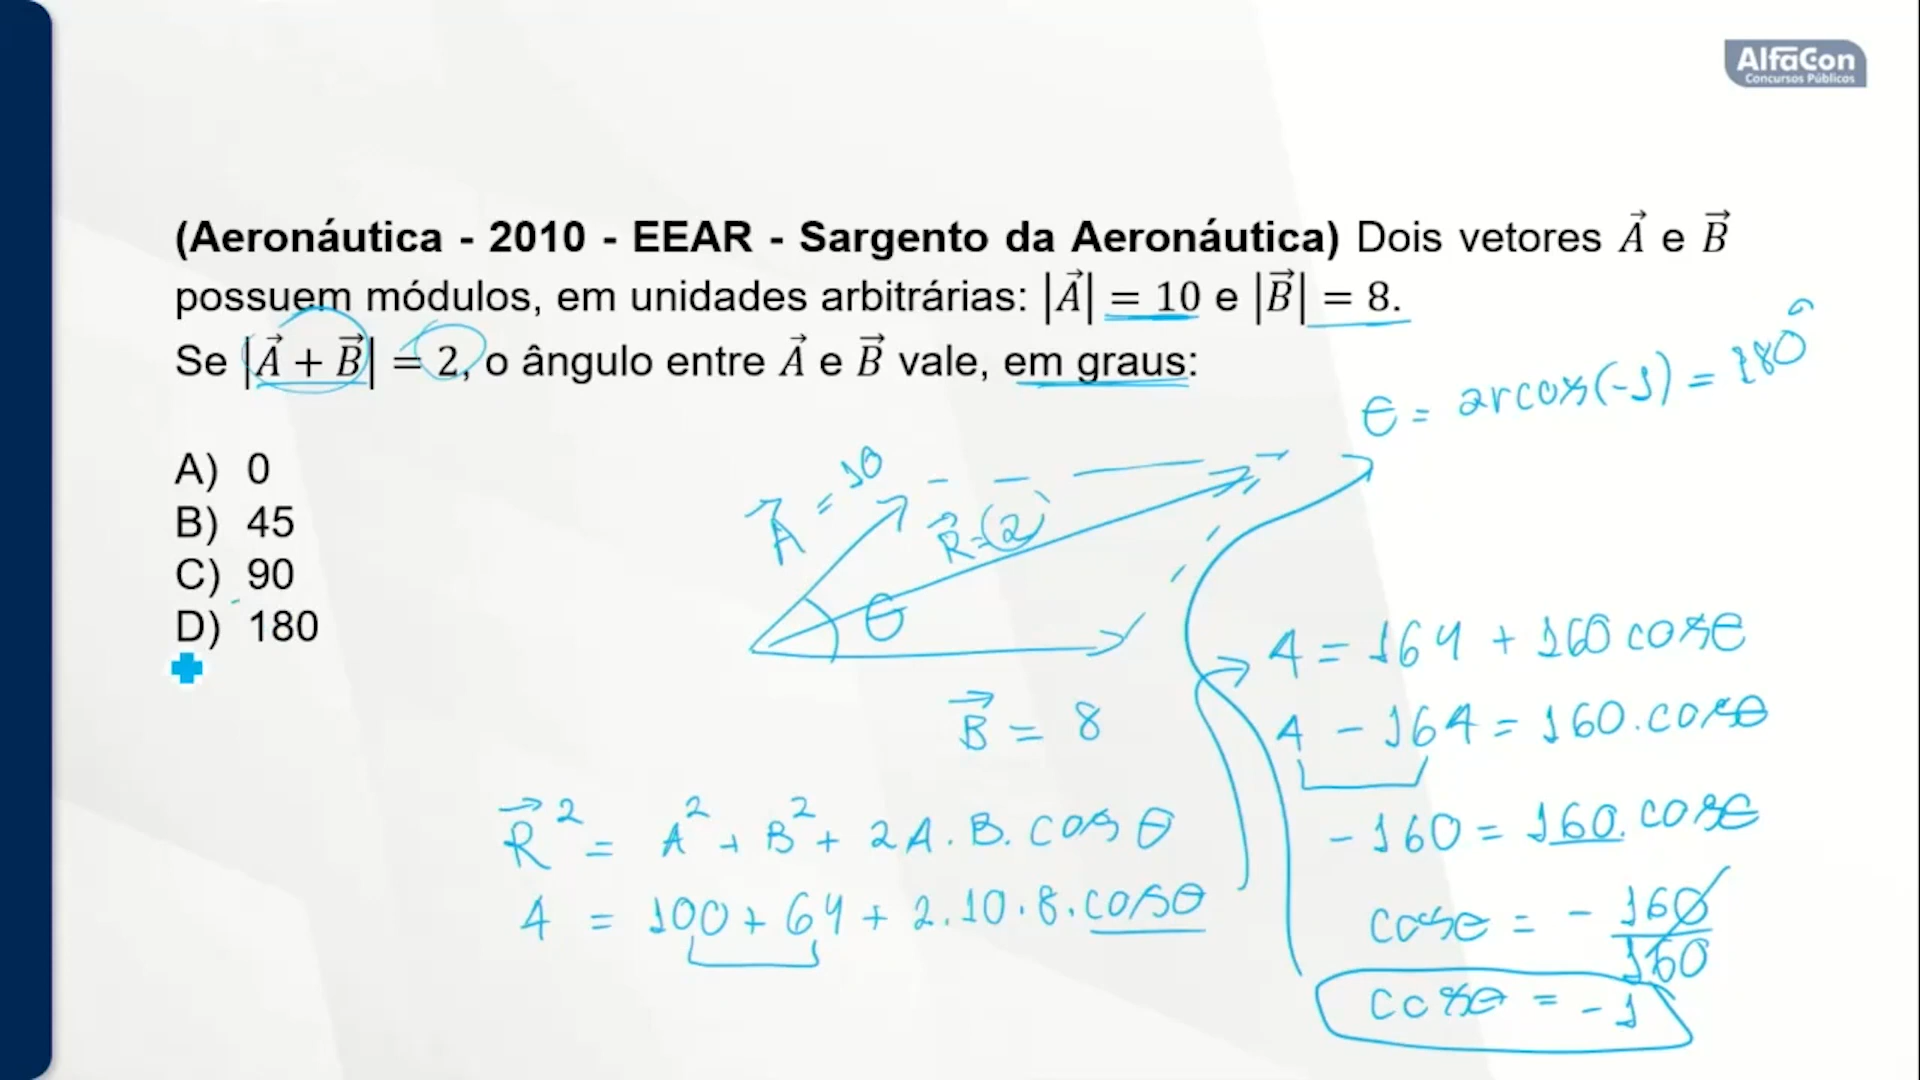 AlfaCon
Concursos Públicos
(Aeronáutica - 2010 - EEAR - Sargento da Aeronáutica) Dois vetores A⃗ e B⃗
possuem módulos, em unidades arbitrárias: |A⃗| = 10 e |B⃗| = 8.
Se |A⃗ + B⃗| = 2, o ângulo entre A⃗ e B⃗ vale, em graus:
θ = arcos(-1) = 180°
A) 0
B) 45
C) 90
D) 180
A⃗ = 10
R⃗ = 2
θ
B⃗ = 8
R⃗² = A² + B² + 2A.B.cos θ
4 = 100 + 64 + 2.10.8.cosθ
4 = 164 + 160 cosθ
4 - 164 = 160.cosθ
-160 = 160.cosθ
cosθ = - 160
160
cosθ = -1